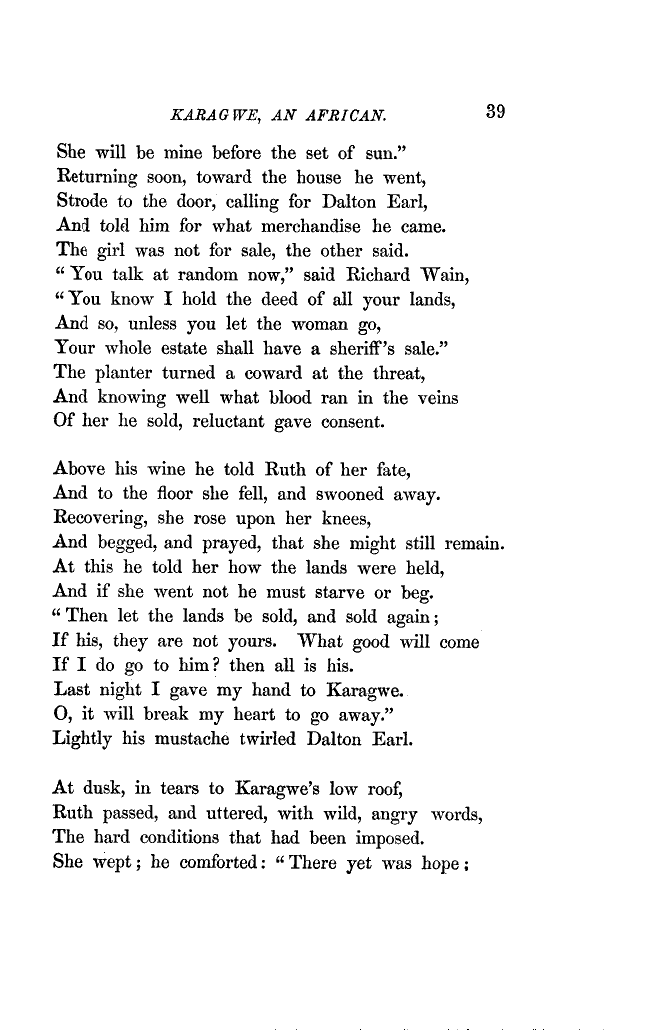 KARAGWE, AN AFRICAN. 39
She will be mine before the set of sun.”
Returning soon, toward the house he went,
Strode to the door, calling for Dalton Earl,
And told him for what merchandise he came.
The girl was not for sale, the other said.
“You talk at random now,” said Richard Wain,
“You know I hold the deed of all your lands,
And so, unless you let the woman go,
Your whole estate shall have a sheriff’s sale.”
The planter turned a coward at the threat,
And knowing well what blood ran in the veins
Of her he sold, reluctant gave consent.

Above his wine he told Ruth of her fate,
And to the floor she fell, and swooned away.
Recovering, she rose upon her knees,
And begged, and prayed, that she might still remain.
At this he told her how the lands were held,
And if she went not he must starve or beg.
“Then let the lands be sold, and sold again;
If his, they are not yours. What good will come
If I do go to him? then all is his.
Last night I gave my hand to Karagwe.
O, it will break my heart to go away.”
Lightly his mustache twirled Dalton Earl.

At dusk, in tears to Karagwe’s low roof,
Ruth passed, and uttered, with wild, angry words,
The hard conditions that had been imposed.
She wept; he comforted: “There yet was hope;